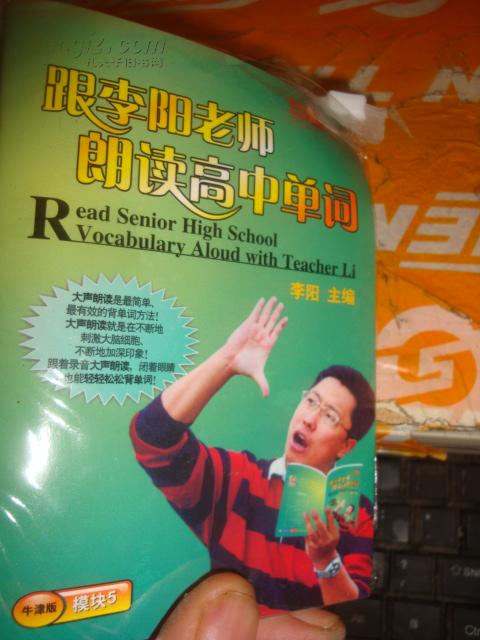 跟李阳老师
朗读高中单词
Read Senior High School
Vocabulary Aloud with Teacher Li
李阳 主编
大声朗读是最简单、
最有效的背单词方法！
大声朗读就是在不断地
刺激大脑细胞、
不断地加深印象！
跟着录音大声朗读，闭着眼睛
也能轻轻松松背单词！
牛津版 模块5